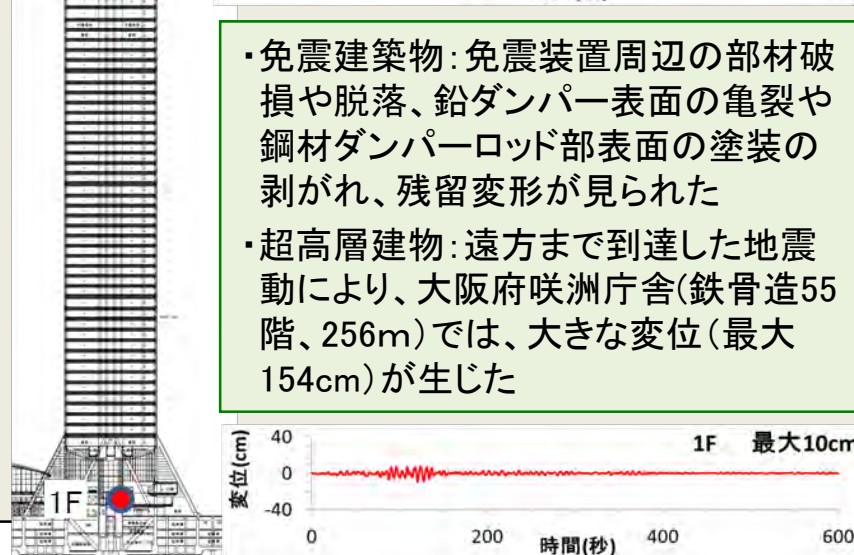 ・免震建築物：免震装置周辺の部材破
損や脱落、鉛ダンパー表面の亀裂や
鋼材ダンパーロッド部表面の塗装の
剥がれ、残留変形が見られた
・超高層建物：遠方まで到達した地震
動により、大阪府咲洲庁舎(鉄骨造55
階、256m)では、大きな変位(最大
154cm)が生じた
1F
変位(cm)
40
0
-40
1F 最大10cm
0 200 400 600
時間(秒)